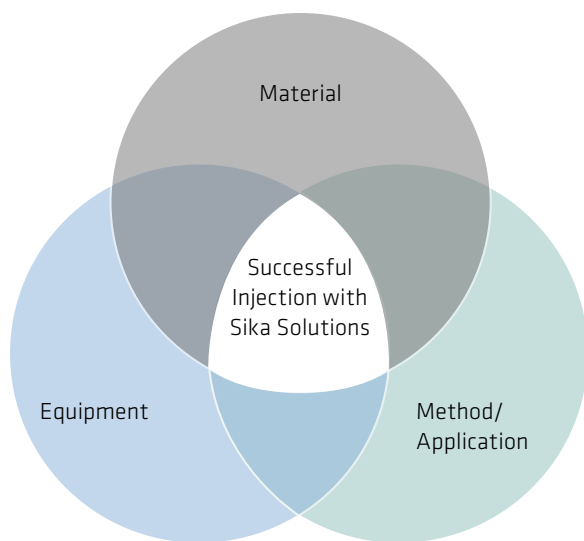 Material
Successful
Injection with
Sika Solutions
Equipment
Method/
Application